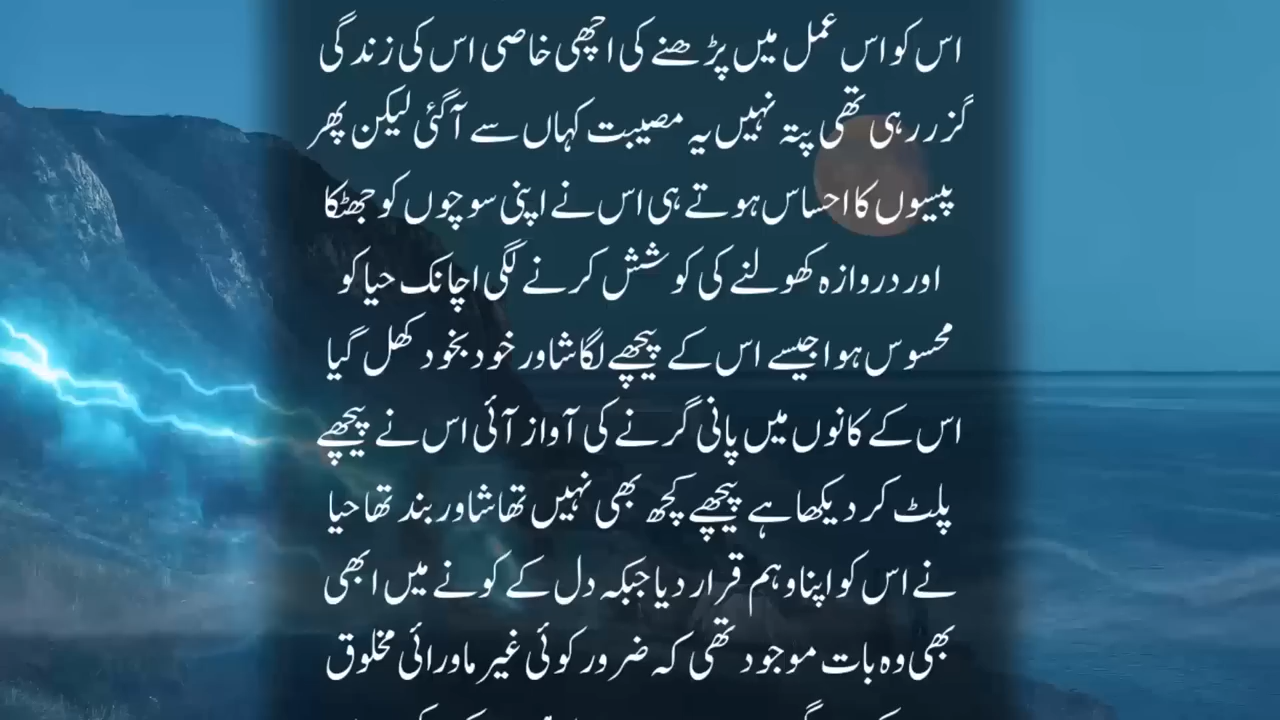 اس کو اس عمل میں پڑھنے کی اچھی خاصی اس کی زندگی
گزر رہی تھی پتہ نہیں یہ مصیبت کہاں سے آگئی لیکن پھر
پیسوں کا احساس ہوتے ہی اس نے اپنی سوچوں کو جھٹکا
اور دروازہ کھولنے کی کوشش کرنے لگی اچانک حیا کو
محسوس ہوا جیسے اس کے پیچھے لگا شاور خود بخود کھل گیا
اس کے کانوں میں پانی گرنے کی آواز آئی اس نے پیچھے
پلٹ کر دیکھا ہے پیچھے کچھ بھی نہیں تھا شاور بند تھا حیا
نے اس کو اپنا وہم قرار دیا جبکہ دل کے کونے میں ابھی
بھی وہ بات موجود تھی کہ ضرور کوئی غیر ماورائی مخلوق